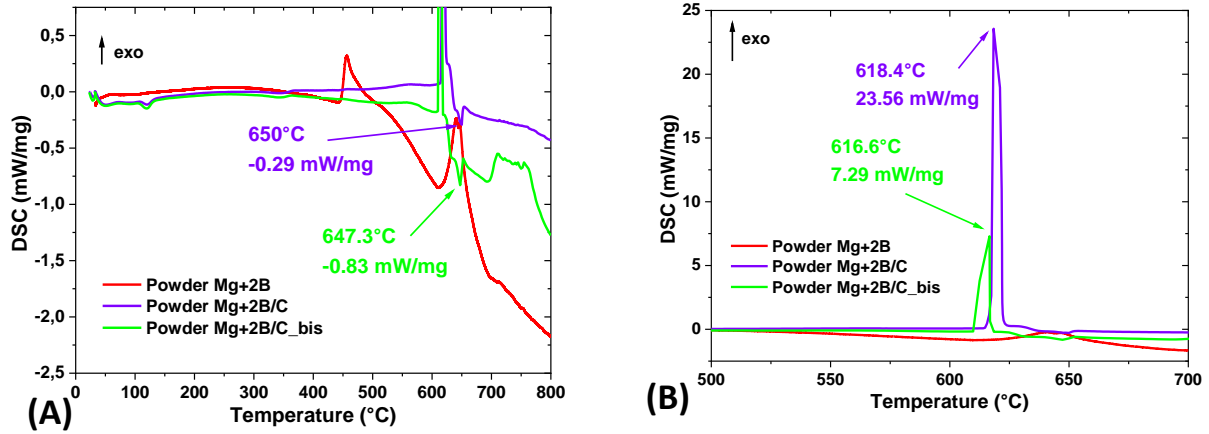 exo
0,5
0,0
-0,5
-1,0
-1,5
-2,0
-2,5
DSC (mW/mg)
650°C
-0.29 mW/mg
647.3°C
-0.83 mW/mg
Powder Mg+2B
Powder Mg+2B/C
Powder Mg+2B/C_bis
0 100 200 300 400 500 600 700 800
Temperature (°C)
(A)
exo
25
20
15
10
5
0
DSC (mW/mg)
618.4°C
23.56 mW/mg
616.6°C
7.29 mW/mg
Powder Mg+2B
Powder Mg+2B/C
Powder Mg+2B/C_bis
500 550 600 650 700
Temperature (°C)
(B)